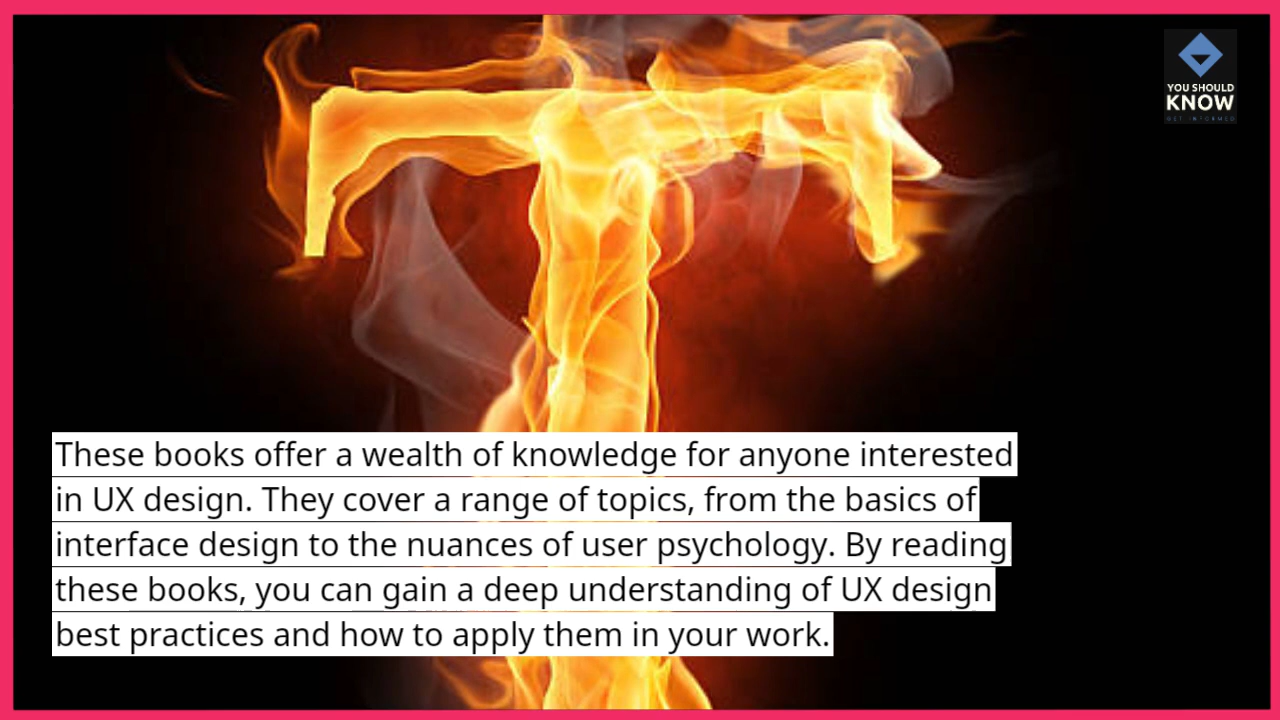 YOU SHOULD
KNOW
GET INFORMED
These books offer a wealth of knowledge for anyone interested
in UX design. They cover a range of topics, from the basics of
interface design to the nuances of user psychology. By reading
these books, you can gain a deep understanding of UX design
best practices and how to apply them in your work.